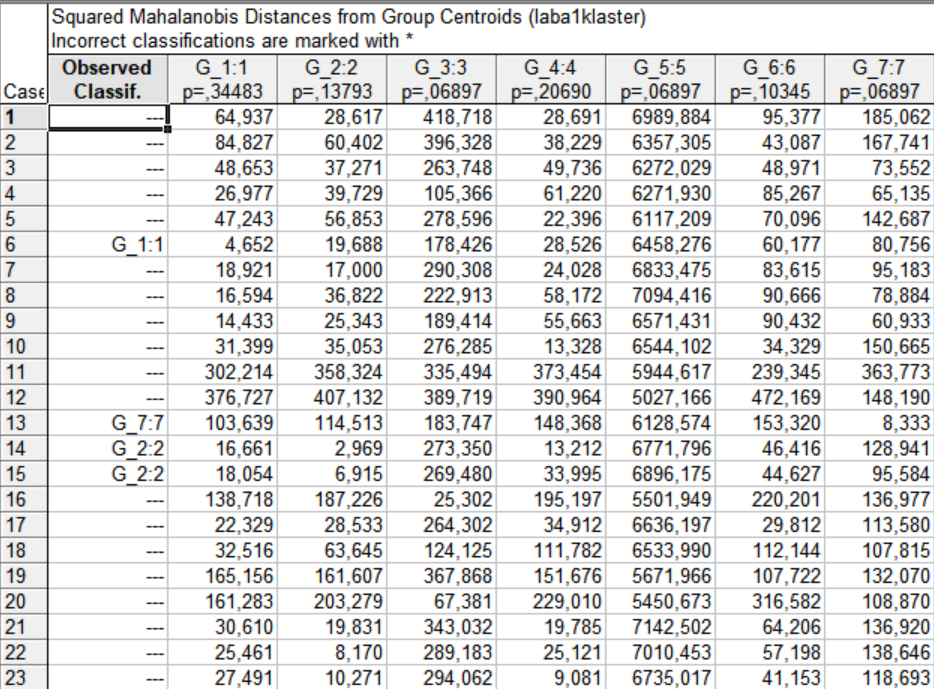 Squared Mahalanobis Distances from Group Centroids (laba1klaster)
Incorrect classifications are marked with *
Case Observed Classif. G_1:1 p=,34483 G_2:2 p=,13793 G_3:3 p=,06897 G_4:4 p=,20690 G_5:5 p=,06897 G_6:6 p=,10345 G_7:7 p=,06897
1 --- 64,937 28,617 418,718 28,691 6989,884 95,377 185,062
2 --- 84,827 60,402 396,328 38,229 6357,305 43,087 167,741
3 --- 48,653 37,271 263,748 49,736 6272,029 48,971 73,552
4 --- 26,977 39,729 105,366 61,220 6271,930 85,267 65,135
5 --- 47,243 56,853 278,596 22,396 6117,209 70,096 142,687
6 G_1:1 4,652 19,688 178,426 28,526 6458,276 60,177 80,756
7 --- 18,921 17,000 290,308 24,028 6833,475 83,615 95,183
8 --- 16,594 36,822 222,913 58,172 7094,416 90,666 78,884
9 --- 14,433 25,343 189,414 55,663 6571,431 90,432 60,933
10 --- 31,399 35,053 276,285 13,328 6544,102 34,329 150,665
11 --- 302,214 358,324 335,494 373,454 5944,617 239,345 363,773
12 --- 376,727 407,132 389,719 390,964 5027,166 472,169 148,190
13 G_7:7 103,639 114,513 183,747 148,368 6128,574 153,320 8,333
14 G_2:2 16,661 2,969 273,350 13,212 6771,796 46,416 128,941
15 G_2:2 18,054 6,915 269,480 33,995 6896,175 44,627 95,584
16 --- 138,718 187,226 25,302 195,197 5501,949 220,201 136,977
17 --- 22,329 28,533 264,302 34,912 6636,197 29,812 113,580
18 --- 32,516 63,645 124,125 111,782 6533,990 112,144 107,815
19 --- 165,156 161,607 367,868 151,676 5671,966 107,722 132,070
20 --- 161,283 203,279 67,381 229,010 5450,673 316,582 108,870
21 --- 30,610 19,831 343,032 19,785 7142,502 64,206 136,920
22 --- 25,461 8,170 289,183 25,121 7010,453 57,198 138,646
23 --- 27,491 10,271 294,062 9,081 6735,017 41,153 118,693